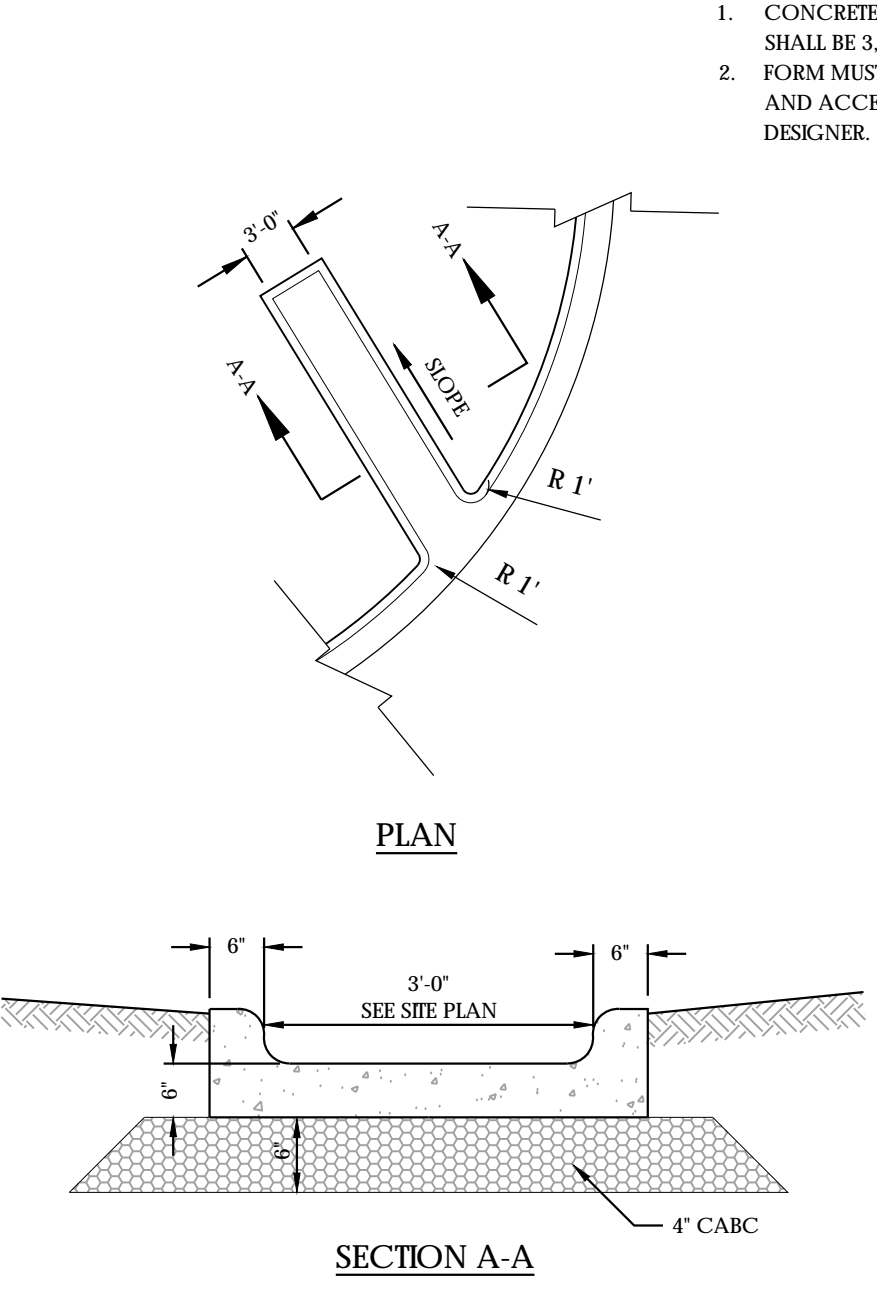 1. CONCRETE
SHALL BE 3,
2. FORM MUST
AND ACCE
DESIGNER.
3'-0"
A-A
A-A
SLOPE
R 1'
R 1'
PLAN
6"
6"
3'-0"
SEE SITE PLAN
6"
6"
4" CABC
SECTION A-A